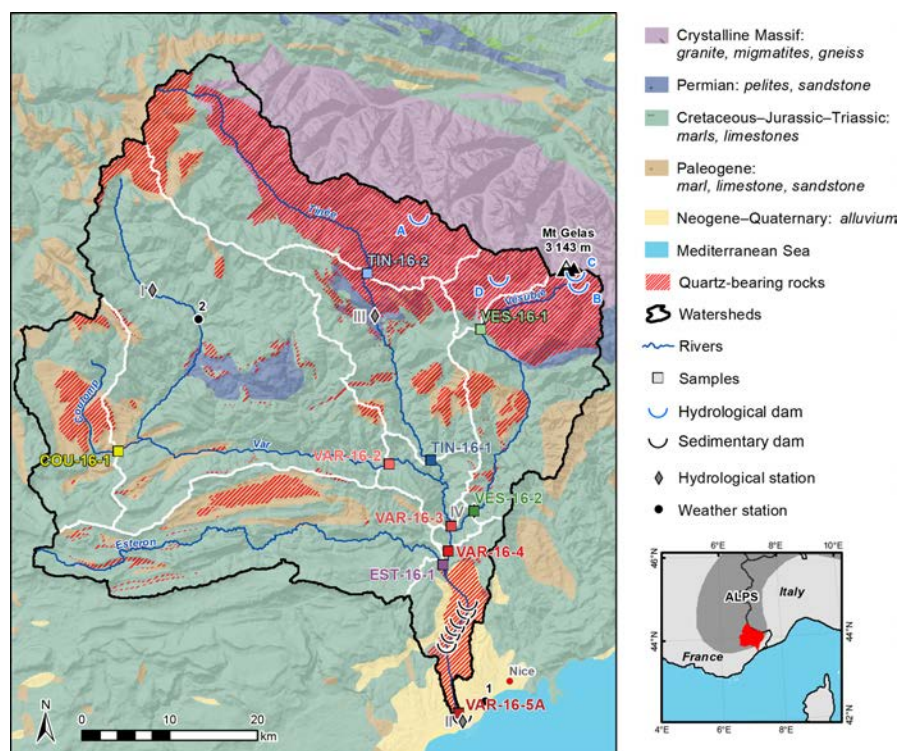 Crystalline Massif:
granite, migmatites, gneiss
Permian: pelites, sandstone
Cretaceous–Jurassic–Triassic:
marls, limestones
Paleogene:
marl, limestone, sandstone
Neogene–Quaternary: alluvium
Mediterranean Sea
Quartz-bearing rocks
Watersheds
Rivers
Samples
Hydrological dam
Sedimentary dam
Hydrological station
Weather station
Tinée
A
Mt Gelas
3 143 m
C
TIN-16-2
D
Vésubie
B
I
2
III
VES-16-1
Coulomp
COU-16-1
Var
VAR-16-2
TIN-16-1
VES-16-2
IV
VAR-16-3
Esteron
VAR-16-4
EST-16-1
Nice
1
VAR-16-5A
II
N
0 10 20
km
6°E 8°E
46°N
ALPS
Italy
44°N
44°N
France
42°N
4°E 6°E 8°E